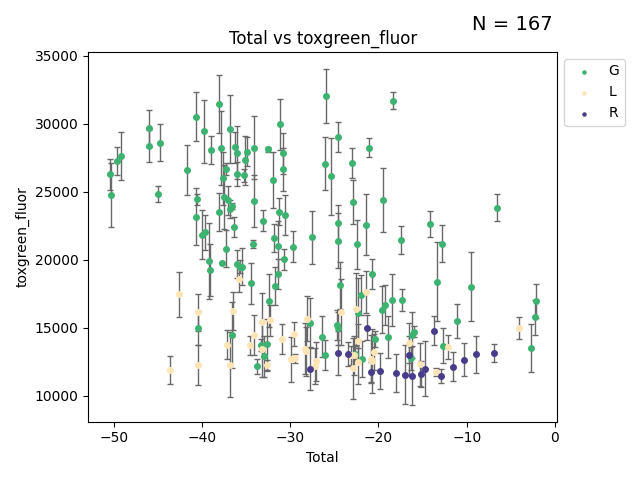 N = 167
Total vs toxgreen_fluor
35000
30000
25000
20000
15000
10000
toxgreen_fluor
−50 −40 −30 −20 −10 0
Total
G
L
R